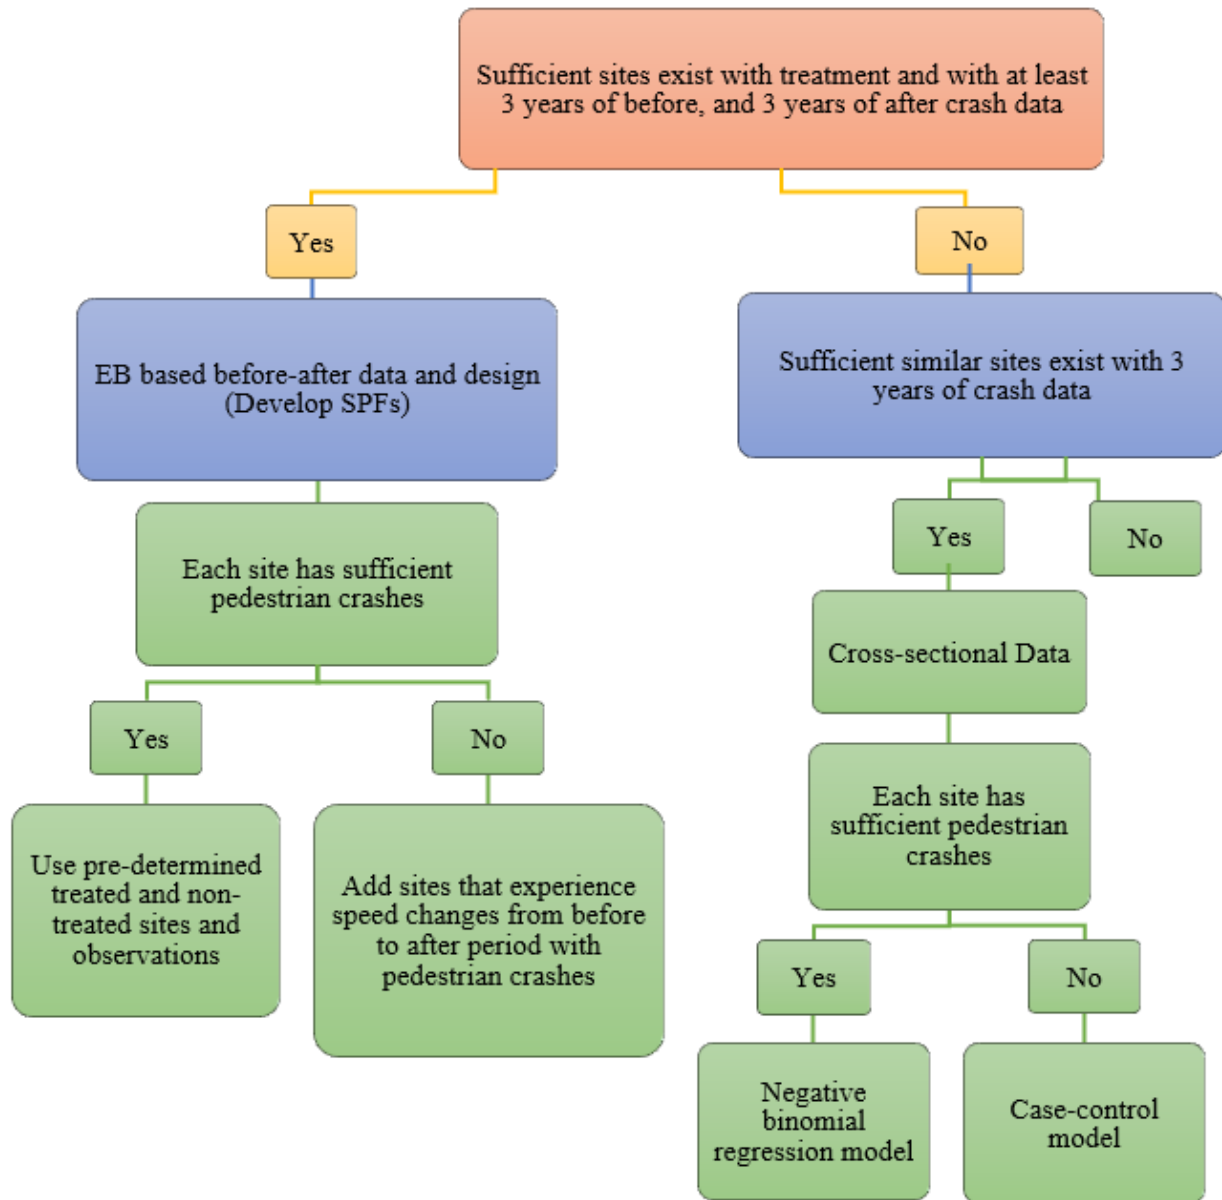 Sufficient sites exist with treatment and with at least
3 years of before, and 3 years of after crash data
Yes
No
EB based before-after data and design
(Develop SPFs)
Sufficient similar sites exist with 3
years of crash data
Each site has sufficient
pedestrian crashes
Yes
No
Cross-sectional Data
Yes
No
Each site has
sufficient pedestrian
crashes
Use pre-determined
treated and non-
treated sites and
observations
Add sites that experience
speed changes from before
to after period with
pedestrian crashes
Yes
No
Negative
binomial
regression model
Case-control
model